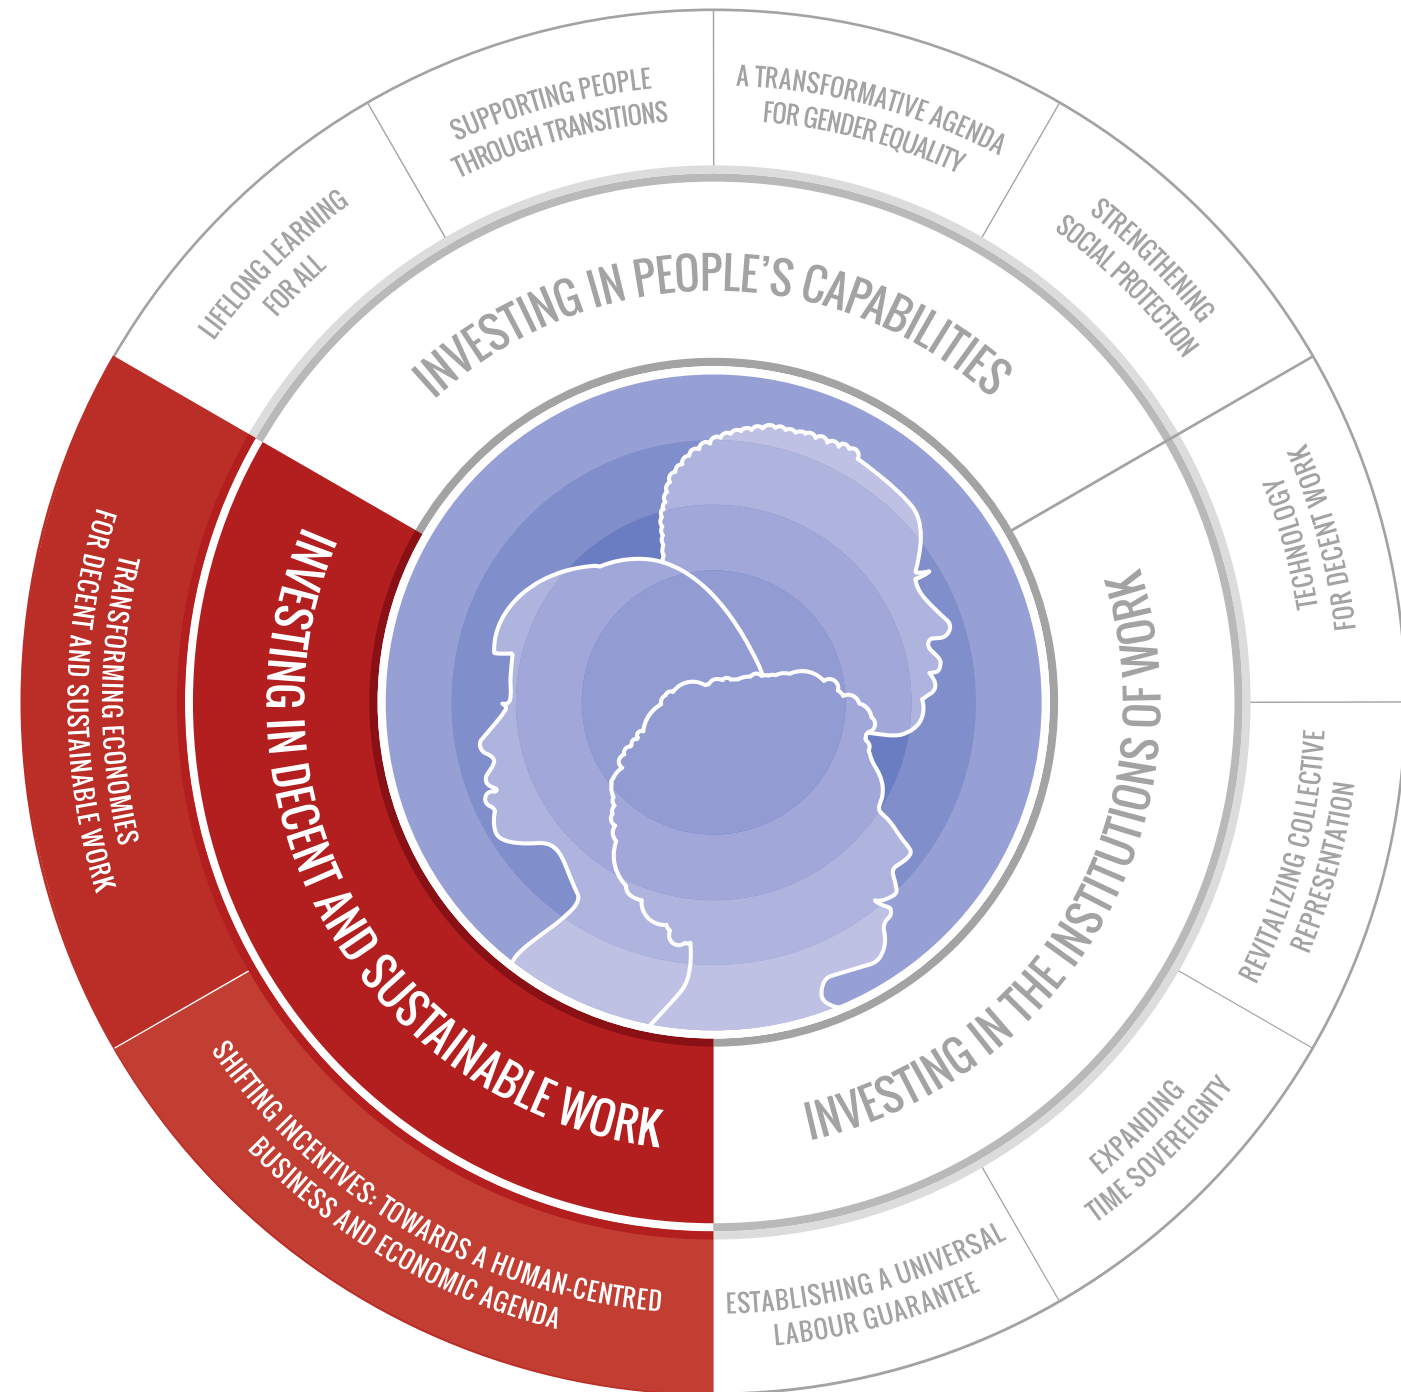 LIFELONG LEARNING
FOR ALL
SUPPORTING PEOPLE
THROUGH TRANSITIONS
A TRANSFORMATIVE AGENDA
FOR GENDER EQUALITY
STRENGTHENING
SOCIAL PROTECTION
INVESTING IN PEOPLE’S CAPABILITIES
TECHNOLOGY
FOR DECENT WORK
REVITALIZING COLLECTIVE
REPRESENTATION
EXPANDING
TIME SOVEREIGNTY
ESTABLISHING A UNIVERSAL
LABOUR GUARANTEE
INVESTING IN THE INSTITUTIONS OF WORK
TRANSFORMING ECONOMIES
FOR DECENT AND SUSTAINABLE WORK
SHIFTING INCENTIVES: TOWARDS A HUMAN-CENTRED
BUSINESS AND ECONOMIC AGENDA
INVESTING IN DECENT AND SUSTAINABLE WORK